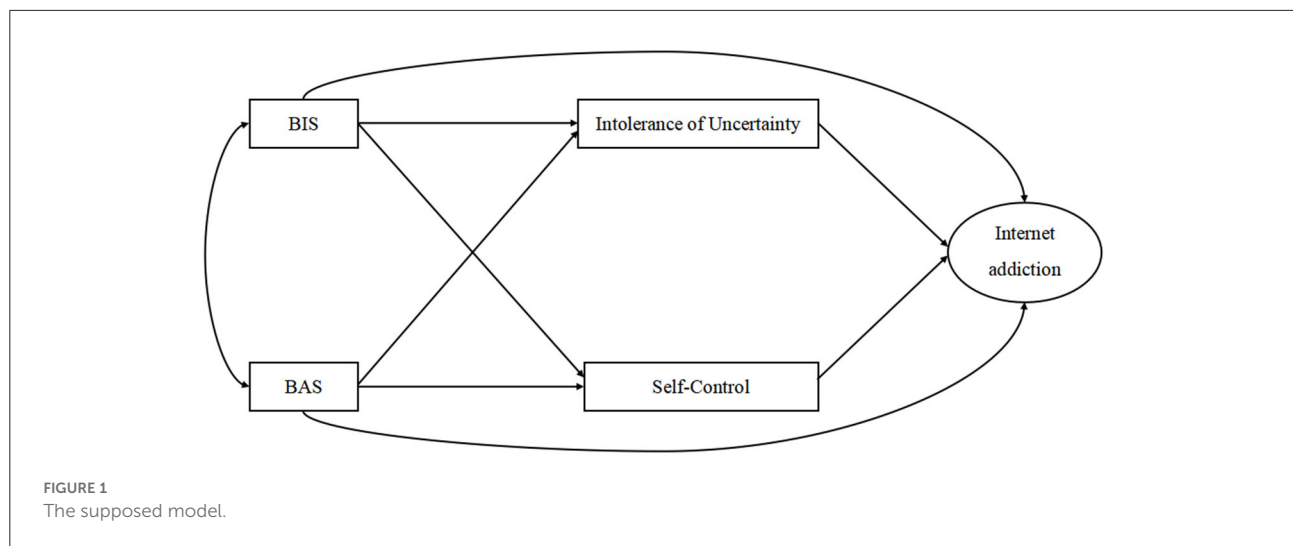 BIS
Intolerance of Uncertainty
Internet
addiction
BAS
Self-Control
FIGURE 1
The supposed model.